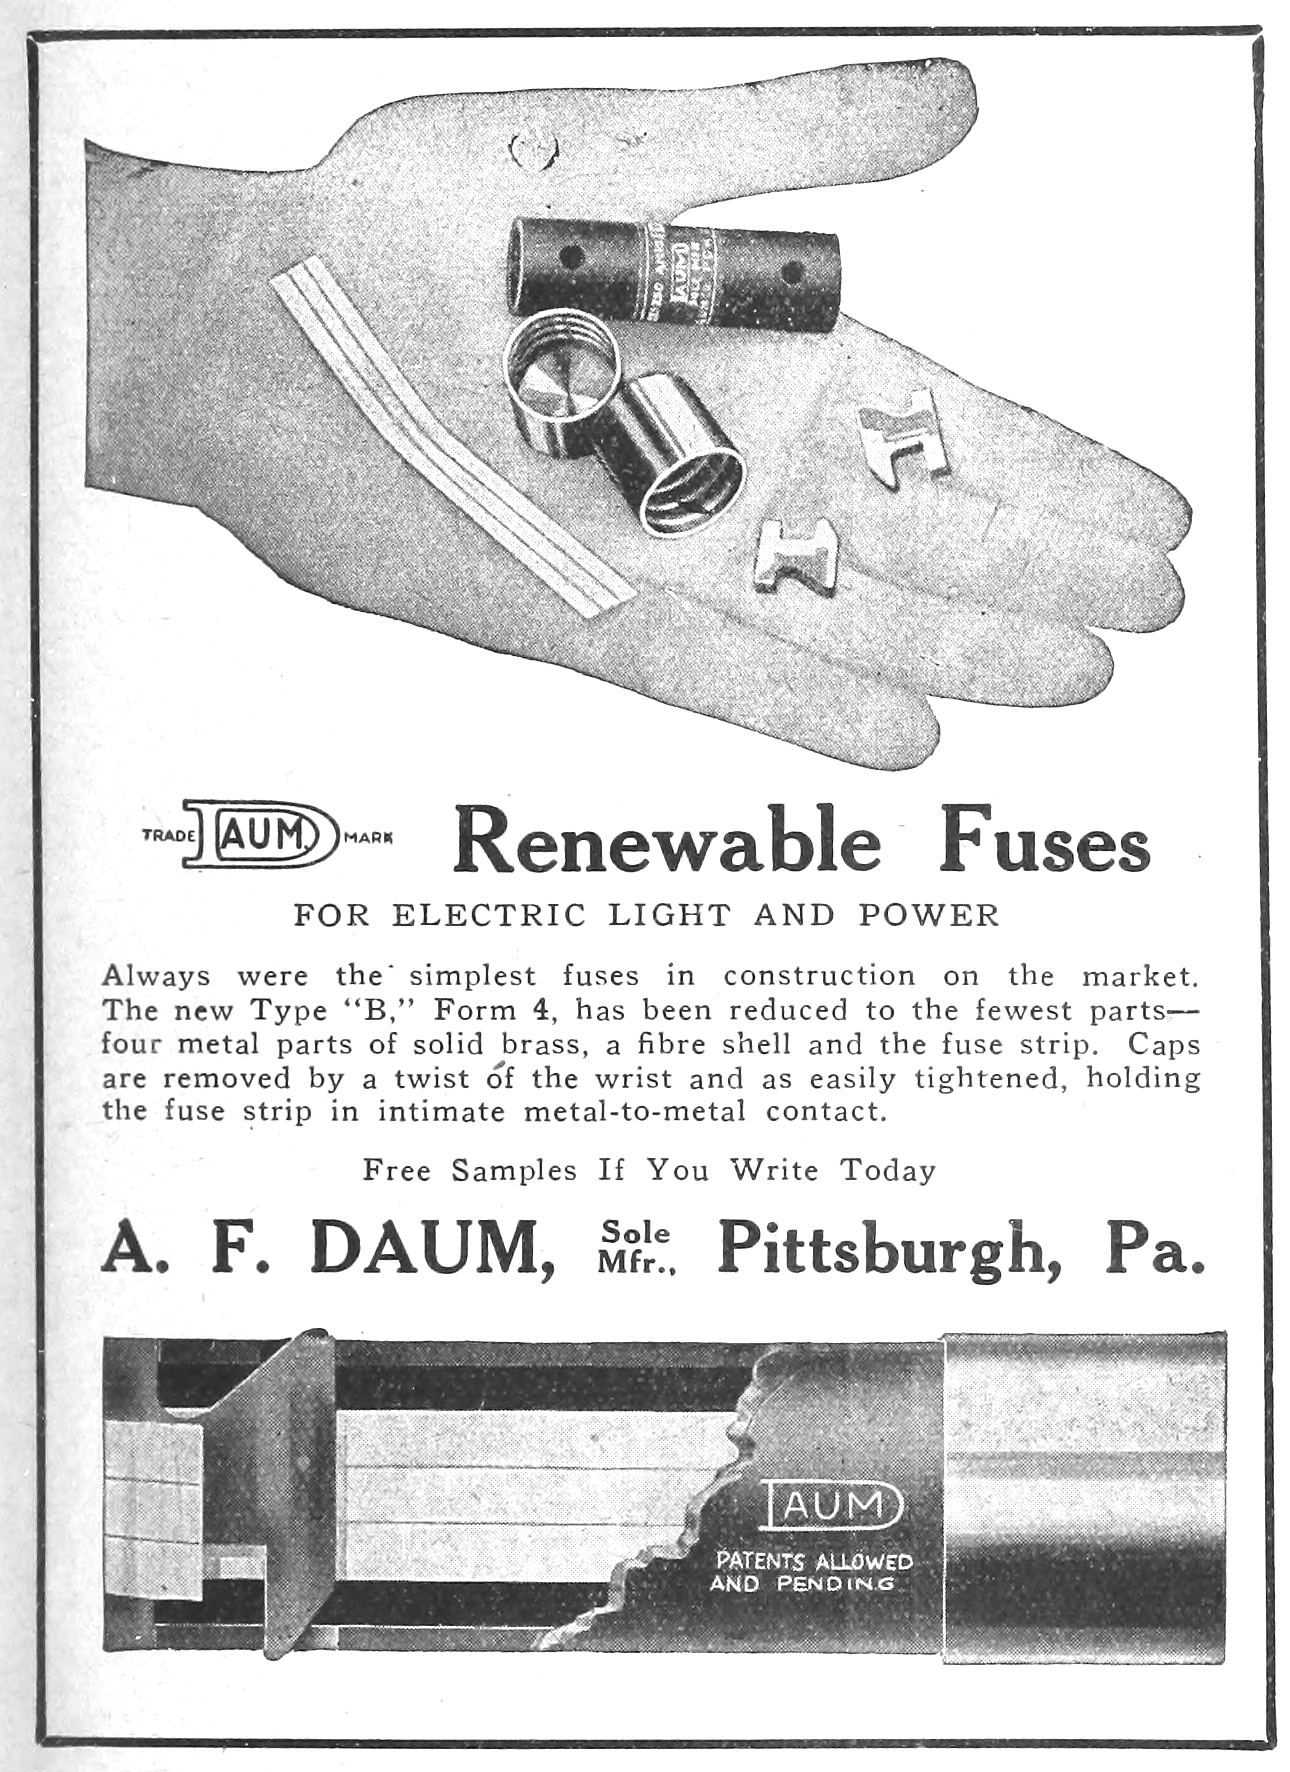 DAUM
TRADE DAUM MARK Renewable Fuses
FOR ELECTRIC LIGHT AND POWER
Always were the simplest fuses in construction on the market.
The new Type “B,” Form 4, has been reduced to the fewest parts—
four metal parts of solid brass, a fibre shell and the fuse strip. Caps
are removed by a twist of the wrist and as easily tightened, holding
the fuse strip in intimate metal-to-metal contact.
Free Samples If You Write Today
A. F. DAUM, Sole Mfr., Pittsburgh, Pa.
DAUM
PATENTS ALLOWED
AND PENDING